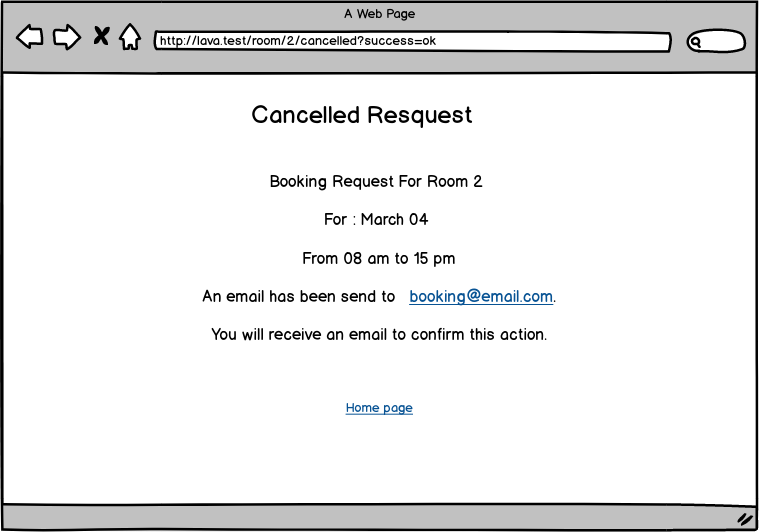 A Web Page
http://lava.test/room/2/cancelled?success=ok
Cancelled Resquest
Booking Request For Room 2
For : March 04
From 08 am to 15 pm
An email has been send to booking@email.com.
You will receive an email to confirm this action.
Home page